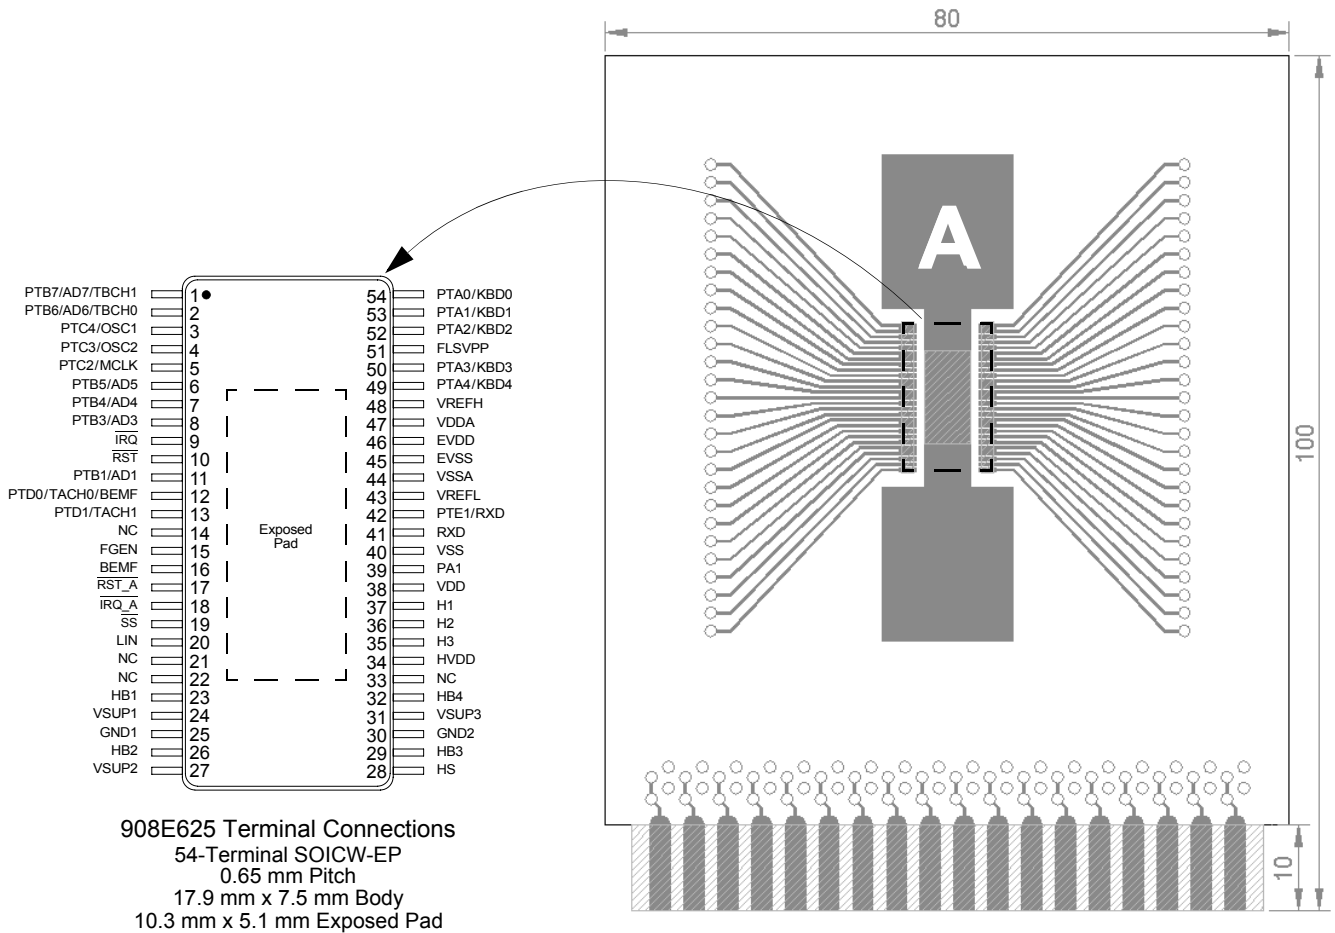 80
A
100
10
PTB7/AD7/TBCH1 1 54 PTA0/KBD0
PTB6/AD6/TBCH0 2 53 PTA1/KBD1
PTC4/OSC1 3 52 PTA2/KBD2
PTC3/OSC2 4 51 FLSVPP
PTC2/MCLK 5 50 PTA3/KBD3
PTB5/AD5 6 49 PTA4/KBD4
PTB4/AD4 7 48 VREFH
PTB3/AD3 8 47 VDDA
IRQ 9 46 EVDD
RST 10 45 EVSS
PTB1/AD1 11 44 VSSA
PTD0/TACH0/BEMF 12 43 VREFL
PTD1/TACH1 13 42 PTE1/RXD
NC 14 41 RXD
FGEN 15 40 VSS
BEMF 16 39 PA1
RST_A 17 38 VDD
IRQ_A 18 37 H1
SS 19 36 H2
LIN 20 35 H3
NC 21 34 HVDD
NC 22 33 NC
HB1 23 32 HB4
VSUP1 24 31 VSUP3
GND1 25 30 GND2
HB2 26 29 HB3
VSUP2 27 28 HS
Exposed
Pad
908E625 Terminal Connections
54-Terminal SOICW-EP
0.65 mm Pitch
17.9 mm x 7.5 mm Body
10.3 mm x 5.1 mm Exposed Pad